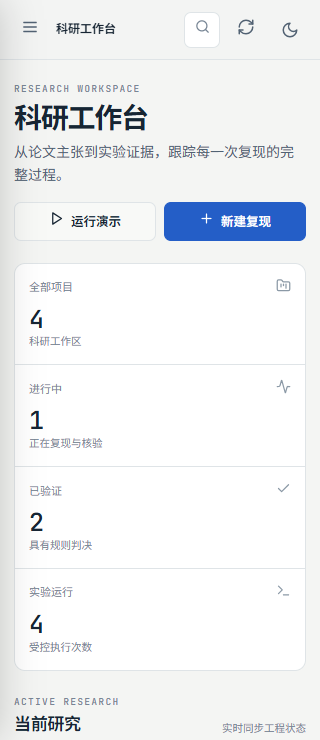 科研工作台
RESEARCH WORKSPACE
科研工作台
从论文主张到实验证据，跟踪每一次复现的完
整过程。
运行演示
新建复现
全部项目
4
科研工作区
进行中
1
正在复现与核验
已验证
2
具有规则判决
实验运行
4
受控执行次数
ACTIVE RESEARCH
当前研究
实时同步工程状态